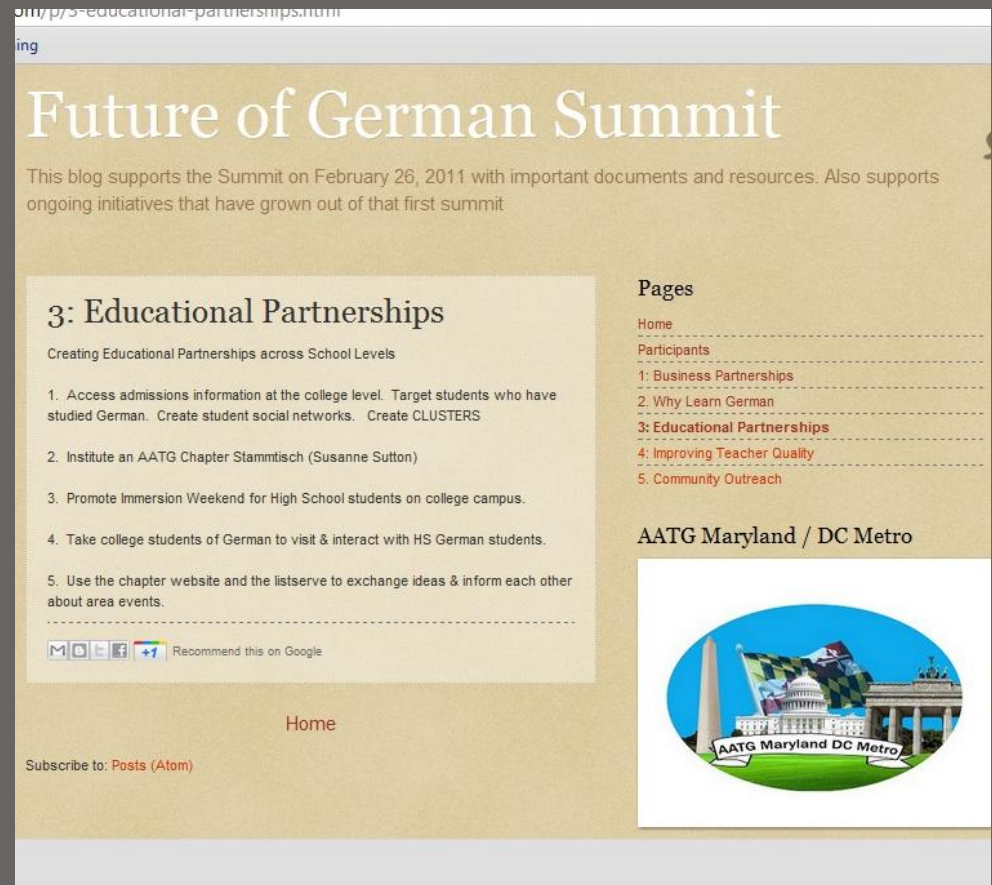 om/p/3-educational-partnerships.html
ing
Future of German Summit
This blog supports the Summit on February 26, 2011 with important documents and resources. Also supports
ongoing initiatives that have grown out of that first summit
3: Educational Partnerships
Creating Educational Partnerships across School Levels
1. Access admissions information at the college level. Target students who have
studied German. Create student social networks. Create CLUSTERS
2. Institute an AATG Chapter Stammtisch (Susanne Sutton)
3. Promote Immersion Weekend for High School students on college campus.
4. Take college students of German to visit & interact with HS German students.
5. Use the chapter website and the listserve to exchange ideas & inform each other
about area events.
+1 Recommend this on Google
Home
Subscribe to: Posts (Atom)
Pages
Home
Participants
1: Business Partnerships
2. Why Learn German
3: Educational Partnerships
4: Improving Teacher Quality
5. Community Outreach
AATG Maryland / DC Metro
AATG Maryland DC Metro